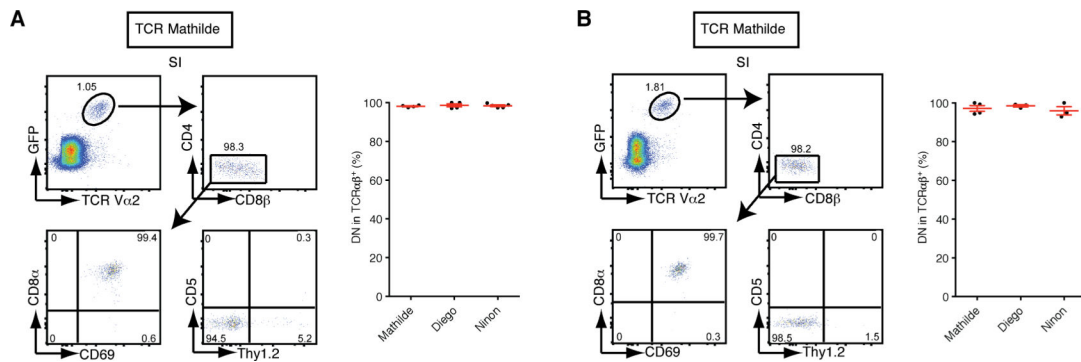 A
TCR Mathilde
SI
1.05
GFP
TCR Vα2
CD4
98.3
CD8β
0
99.4
0
0.6
CD8α
CD69
0.3
94.5
5.2
CD5
Thy1.2
DN in TCRαβ⁺ (%)
100
80
60
40
20
0
Mathilde
Diego
Ninon
B
TCR Mathilde
SI
1.81
GFP
TCR Vα2
CD4
98.2
CD8β
0
99.7
0
0.3
CD8α
CD69
0
0
98.5
1.5
CD5
Thy1.2
DN in TCRαβ⁺ (%)
100
80
60
40
20
0
Mathilde
Diego
Ninon